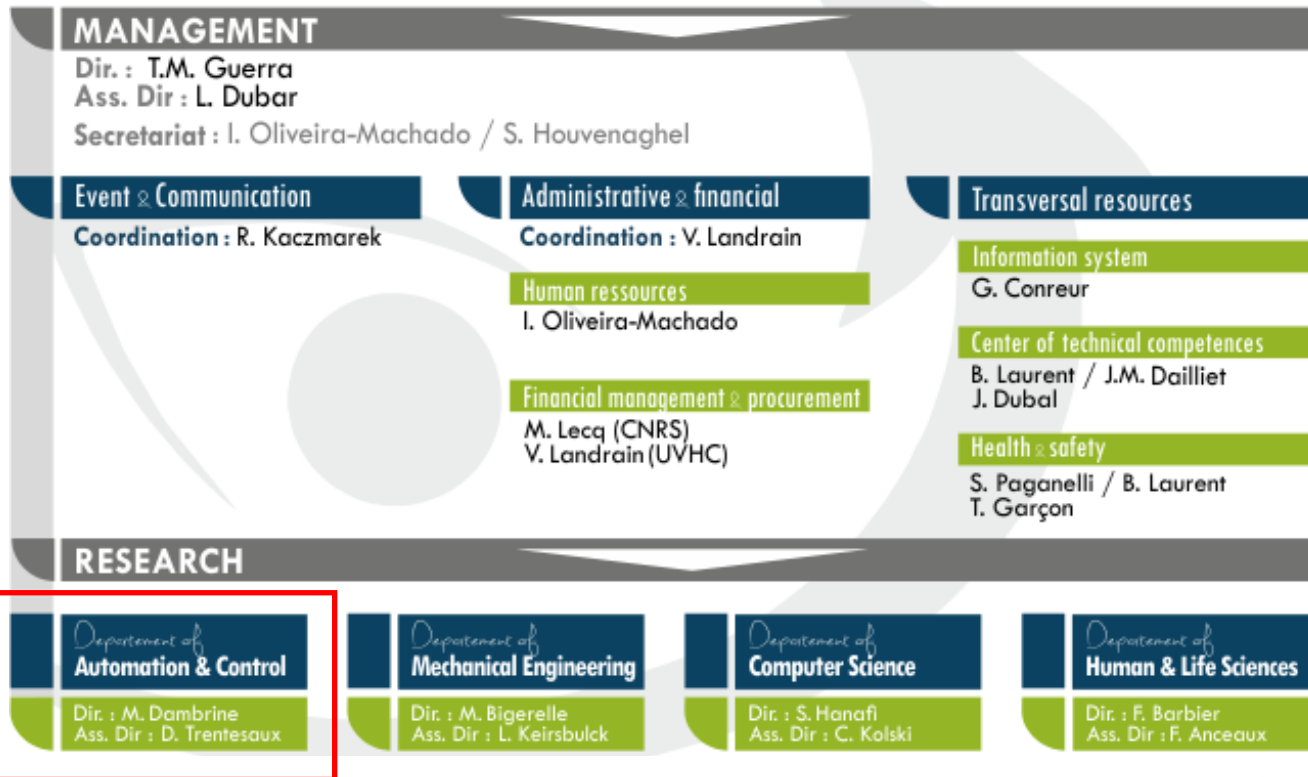 MANAGEMENT
Dir. : T.M. Guerra
Ass. Dir : L. Dubar
Secretariat : I. Oliveira-Machado / S. Houvenaghel
Event & Communication
Coordination : R. Kaczmarek
Administrative & financial
Coordination : V. Landrain
Human ressources
I. Oliveira-Machado
Financial management & procurement
M. Lecq (CNRS)
V. Landrain (UVHC)
Transversal resources
Information system
G. Conreur
Center of technical competences
B. Laurent / J.M. Dailliet
J. Dubal
Health & safety
S. Paganelli / B. Laurent
T. Garçon
RESEARCH
Departement of
Automation & Control
Dir. : M. Dambrine
Ass. Dir : D. Trentesaux
Departement of
Mechanical Engineering
Dir. : M. Bigerelle
Ass. Dir : L. Keirsbulck
Departement of
Computer Science
Dir. : S. Hanafi
Ass. Dir : C. Kolski
Departement of
Human & Life Sciences
Dir. : F. Barbier
Ass. Dir : F. Anceaux